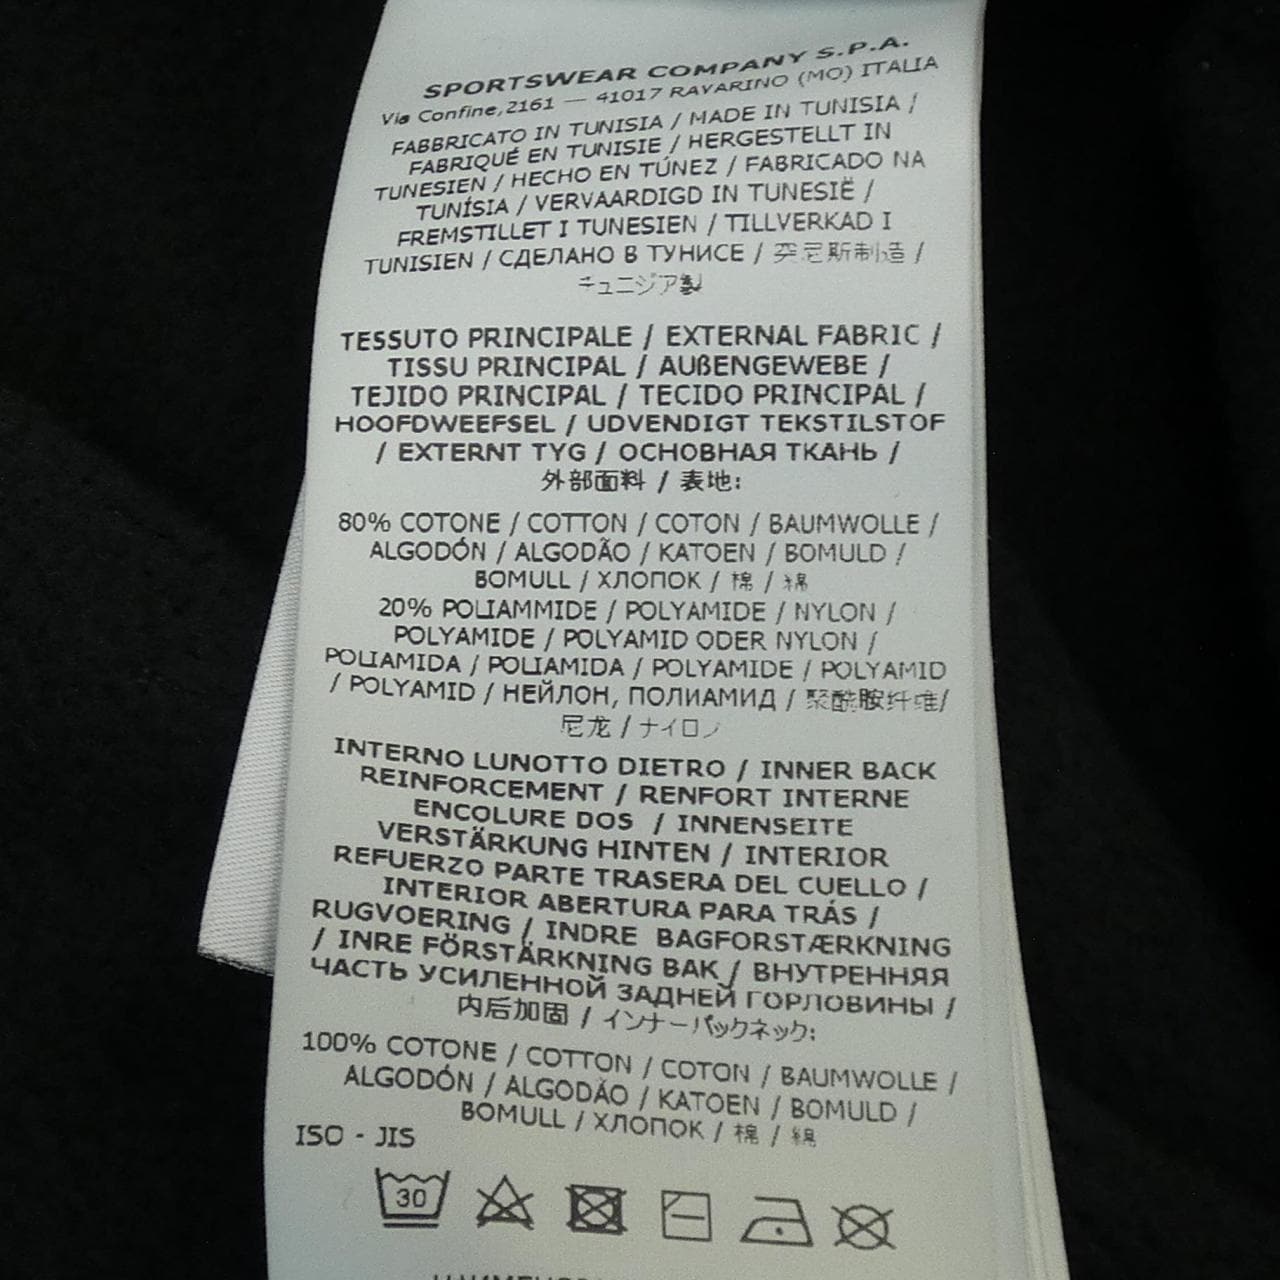 SPORTSWEAR COMPANY S.P.A.
Via Confine,2161 — 41017 RAVARINO (MO) ITALIA
FABBRICATO IN TUNISIA / MADE IN TUNISIA /
FABRIQUÉ EN TUNISIE / HERGESTELLT IN
TUNESIEN / HECHO EN TÚNEZ / FABRICADO NA
TUNÍSIA / VERVAARDIGD IN TUNESIË /
FREMSTILLET I TUNESIEN / TILLVERKAD I
TUNISIEN / СДЕЛАНО В ТУНИСЕ / 突尼斯制造 /
チュニジア製
TESSUTO PRINCIPALE / EXTERNAL FABRIC /
TISSU PRINCIPAL / AUßENGEWEBE /
TEJIDO PRINCIPAL / TECIDO PRINCIPAL /
HOOFDWEEFSEL / UDVENDIGT TEKSTILSTOF
/ EXTERNT TYG / ОСНОВНАЯ ТКАНЬ /
外部面料 / 表地:
80% COTONE / COTTON / COTON / BAUMWOLLE /
ALGODÓN / ALGODÃO / KATOEN / BOMULD /
BOMULL / ХЛОПОК / 棉 / 綿
20% POLIAMMIDE / POLYAMIDE / NYLON /
POLYAMIDE / POLYAMID ODER NYLON /
POLIAMIDA / POLIAMIDA / POLYAMIDE / POLYAMID
/ POLYAMID / НЕЙЛОН, ПОЛИАМИД / 聚酰胺纤维/
尼龙 / ナイロン
INTERNO LUNOTTO DIETRO / INNER BACK
REINFORCEMENT / RENFORT INTERNE
ENCOLURE DOS / INNENSEITE
VERSTÄRKUNG HINTEN / INTERIOR
REFUERZO PARTE TRASERA DEL CUELLO /
INTERIOR ABERTURA PARA TRÁS /
RUGVOERING / INDRE BAGFORSTÆRKNING
/ INRE FÖRSTÄRKNING BAK / ВНУТРЕННЯЯ
ЧАСТЬ УСИЛЕННОЙ ЗАДНЕЙ ГОРЛОВИНЫ /
内后加固 / インナーバックネック:
100% COTONE / COTTON / COTON / BAUMWOLLE /
ALGODÓN / ALGODÃO / KATOEN / BOMULD /
BOMULL / ХЛОПОК / 棉 / 綿
ISO - JIS
30